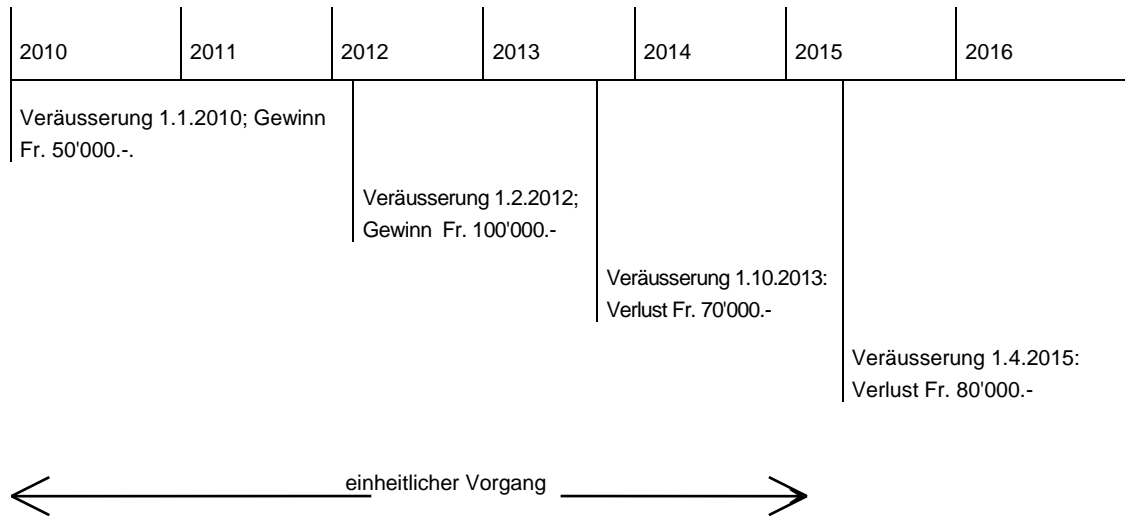 2010 2011 2012 2013 2014 2015 2016
Veräusserung 1.1.2010; Gewinn
Fr. 50'000.-.
Veräusserung 1.2.2012;
Gewinn Fr. 100'000.-
Veräusserung 1.10.2013:
Verlust Fr. 70'000.-
Veräusserung 1.4.2015:
Verlust Fr. 80'000.-
einheitlicher Vorgang